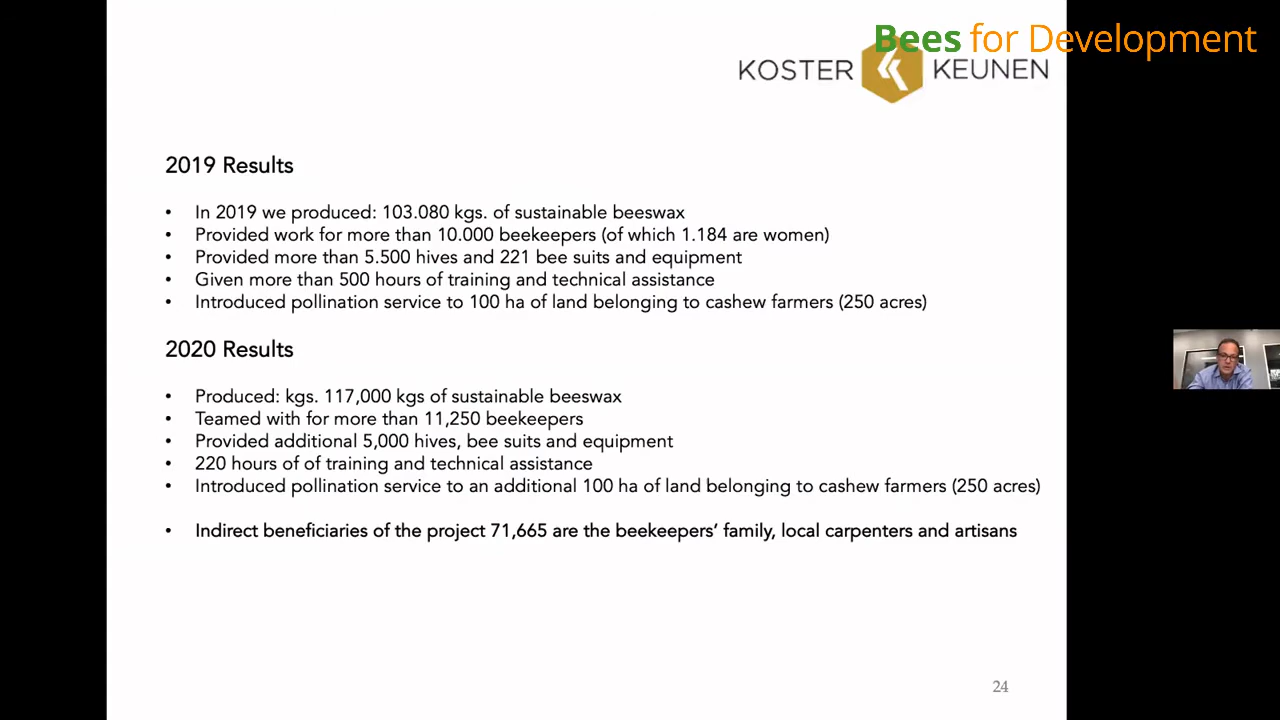 Bees for Development
KOSTER KEUNEN
2019 Results
• In 2019 we produced: 103.080 kgs. of sustainable beeswax
• Provided work for more than 10.000 beekeepers (of which 1.184 are women)
• Provided more than 5.500 hives and 221 bee suits and equipment
• Given more than 500 hours of training and technical assistance
• Introduced pollination service to 100 ha of land belonging to cashew farmers (250 acres)
2020 Results
• Produced: kgs. 117,000 kgs of sustainable beeswax
• Teamed with for more than 11,250 beekeepers
• Provided additional 5,000 hives, bee suits and equipment
• 220 hours of of training and technical assistance
• Introduced pollination service to an additional 100 ha of land belonging to cashew farmers (250 acres)
• Indirect beneficiaries of the project 71,665 are the beekeepers’ family, local carpenters and artisans
24